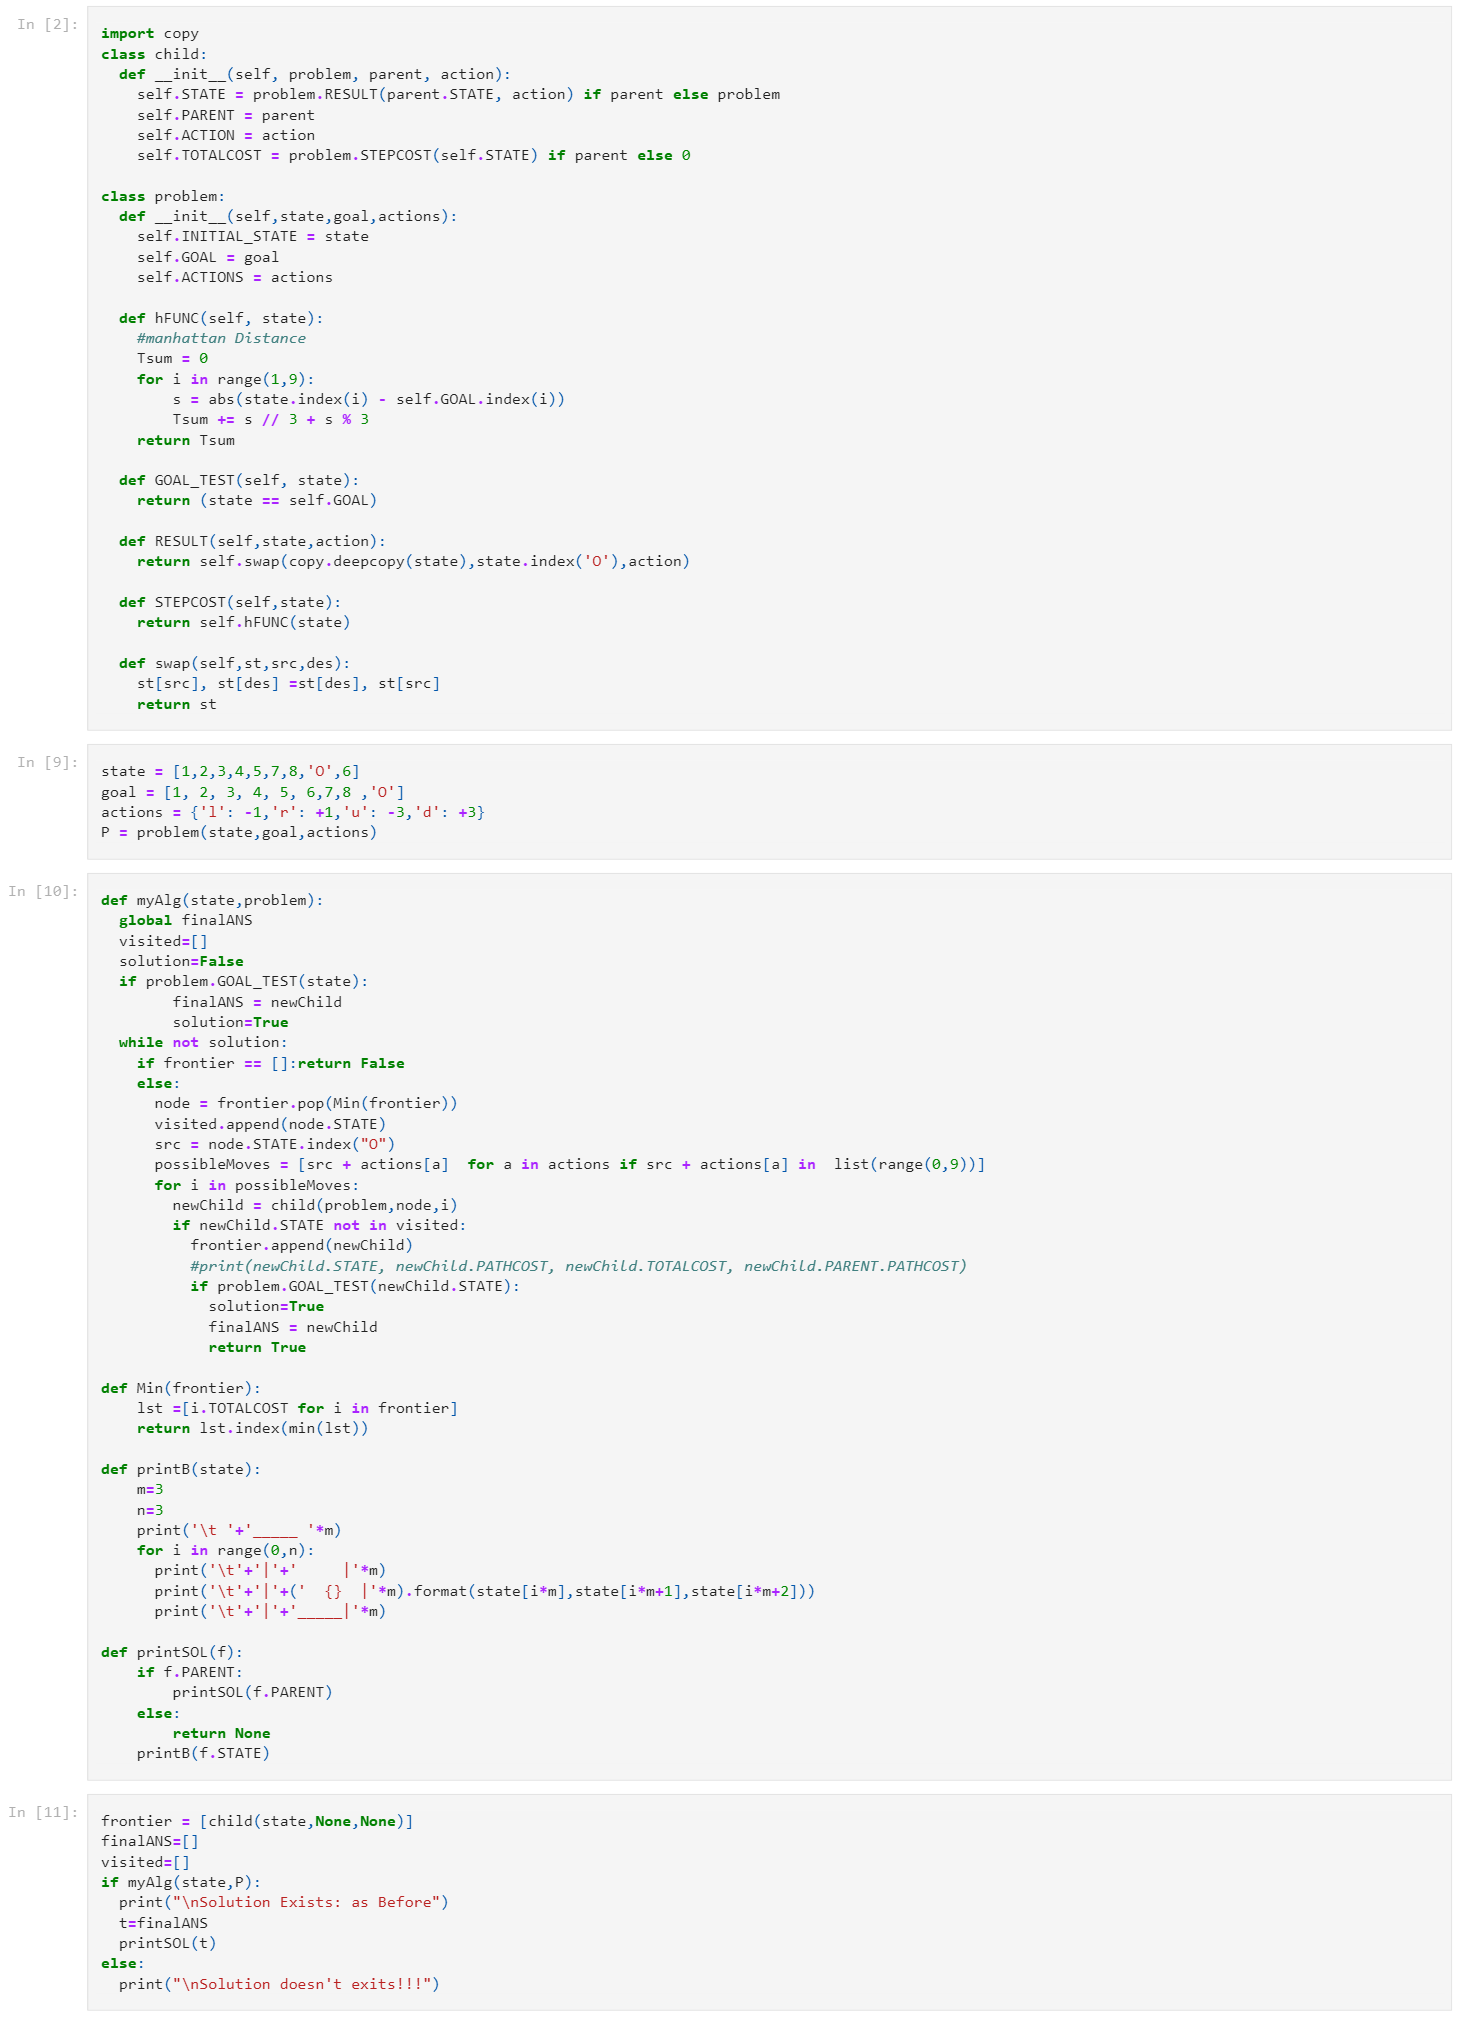 In [2]:
import copy
class child:
  def __init__(self, problem, parent, action):
    self.STATE = problem.RESULT(parent.STATE, action) if parent else problem
    self.PARENT = parent
    self.ACTION = action
    self.TOTALCOST = problem.STEPCOST(self.STATE) if parent else 0

class problem:
  def __init__(self,state,goal,actions):
    self.INITIAL_STATE = state
    self.GOAL = goal
    self.ACTIONS = actions

  def hFUNC(self, state):
    #manhattan Distance
    Tsum = 0
    for i in range(1,9):
        s = abs(state.index(i) - self.GOAL.index(i))
        Tsum += s // 3 + s % 3
    return Tsum

  def GOAL_TEST(self, state):
    return (state == self.GOAL)

  def RESULT(self,state,action):
    return self.swap(copy.deepcopy(state),state.index('O'),action)

  def STEPCOST(self,state):
    return self.hFUNC(state)

  def swap(self,st,src,des):
    st[src], st[des] =st[des], st[src]
    return st

In [9]:
state = [1,2,3,4,5,7,8,'O',6]
goal = [1, 2, 3, 4, 5, 6,7,8 ,'O']
actions = {'l': -1,'r': +1,'u': -3,'d': +3}
P = problem(state,goal,actions)

In [10]:
def myAlg(state,problem):
  global finalANS
  visited=[]
  solution=False
  if problem.GOAL_TEST(state):
        finalANS = newChild
        solution=True
  while not solution:
    if frontier == []:return False
    else:
      node = frontier.pop(Min(frontier))
      visited.append(node.STATE)
      src = node.STATE.index("O")
      possibleMoves = [src + actions[a]  for a in actions if src + actions[a] in  list(range(0,9))]
      for i in possibleMoves:
        newChild = child(problem,node,i)
        if newChild.STATE not in visited:
          frontier.append(newChild)
          #print(newChild.STATE, newChild.PATHCOST, newChild.TOTALCOST, newChild.PARENT.PATHCOST)
          if problem.GOAL_TEST(newChild.STATE):
            solution=True
            finalANS = newChild
            return True

def Min(frontier):
    lst =[i.TOTALCOST for i in frontier]
    return lst.index(min(lst))

def printB(state):
    m=3
    n=3
    print('\t '+'_____ '*m)
    for i in range(0,n):
      print('\t'+'|'+'     |'*m)
      print('\t'+'|'+('  {}  |'*m).format(state[i*m],state[i*m+1],state[i*m+2]))
      print('\t'+'|'+'_____|'*m)

def printSOL(f):
    if f.PARENT:
        printSOL(f.PARENT)
    else:
        return None
    printB(f.STATE)

In [11]:
frontier = [child(state,None,None)]
finalANS=[]
visited=[]
if myAlg(state,P):
  print("\nSolution Exists: as Before")
  t=finalANS
  printSOL(t)
else:
  print("\nSolution doesn't exits!!!")